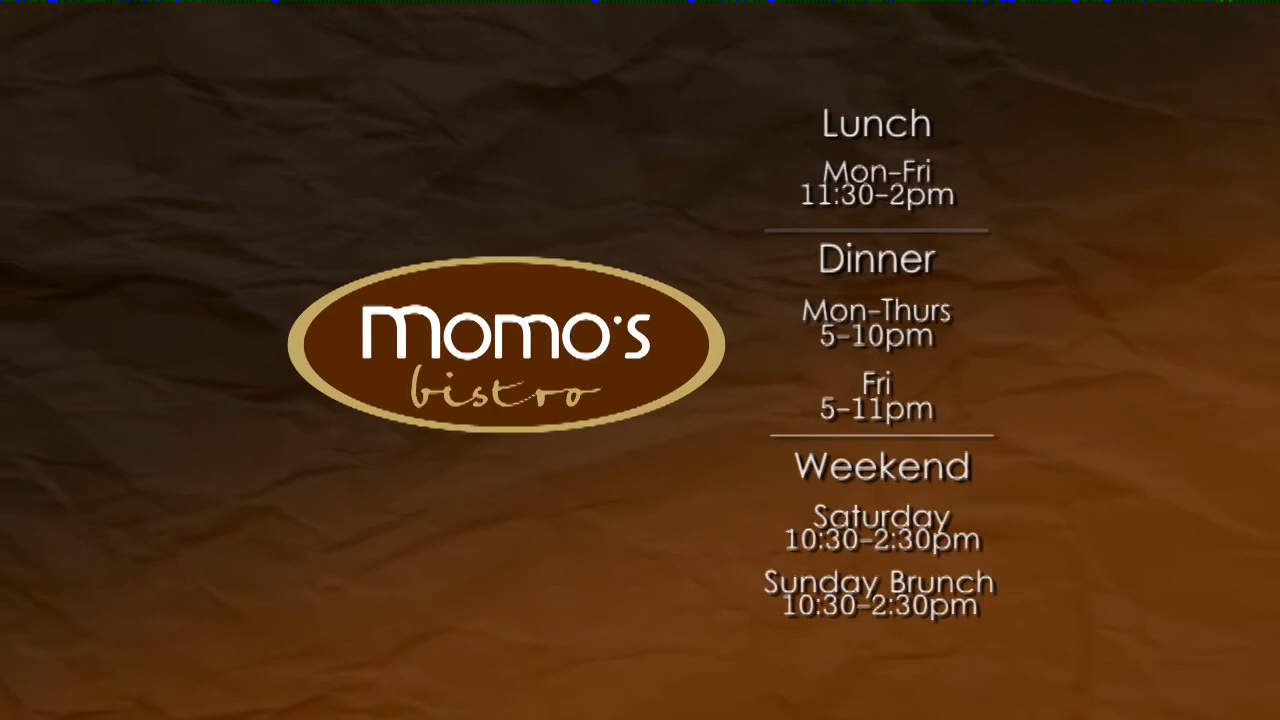 momo's
bistro
Lunch
Mon-Fri
11:30-2pm
Dinner
Mon-Thurs
5-10pm
Fri
5-11pm
Weekend
Saturday
10:30-2:30pm
Sunday Brunch
10:30-2:30pm